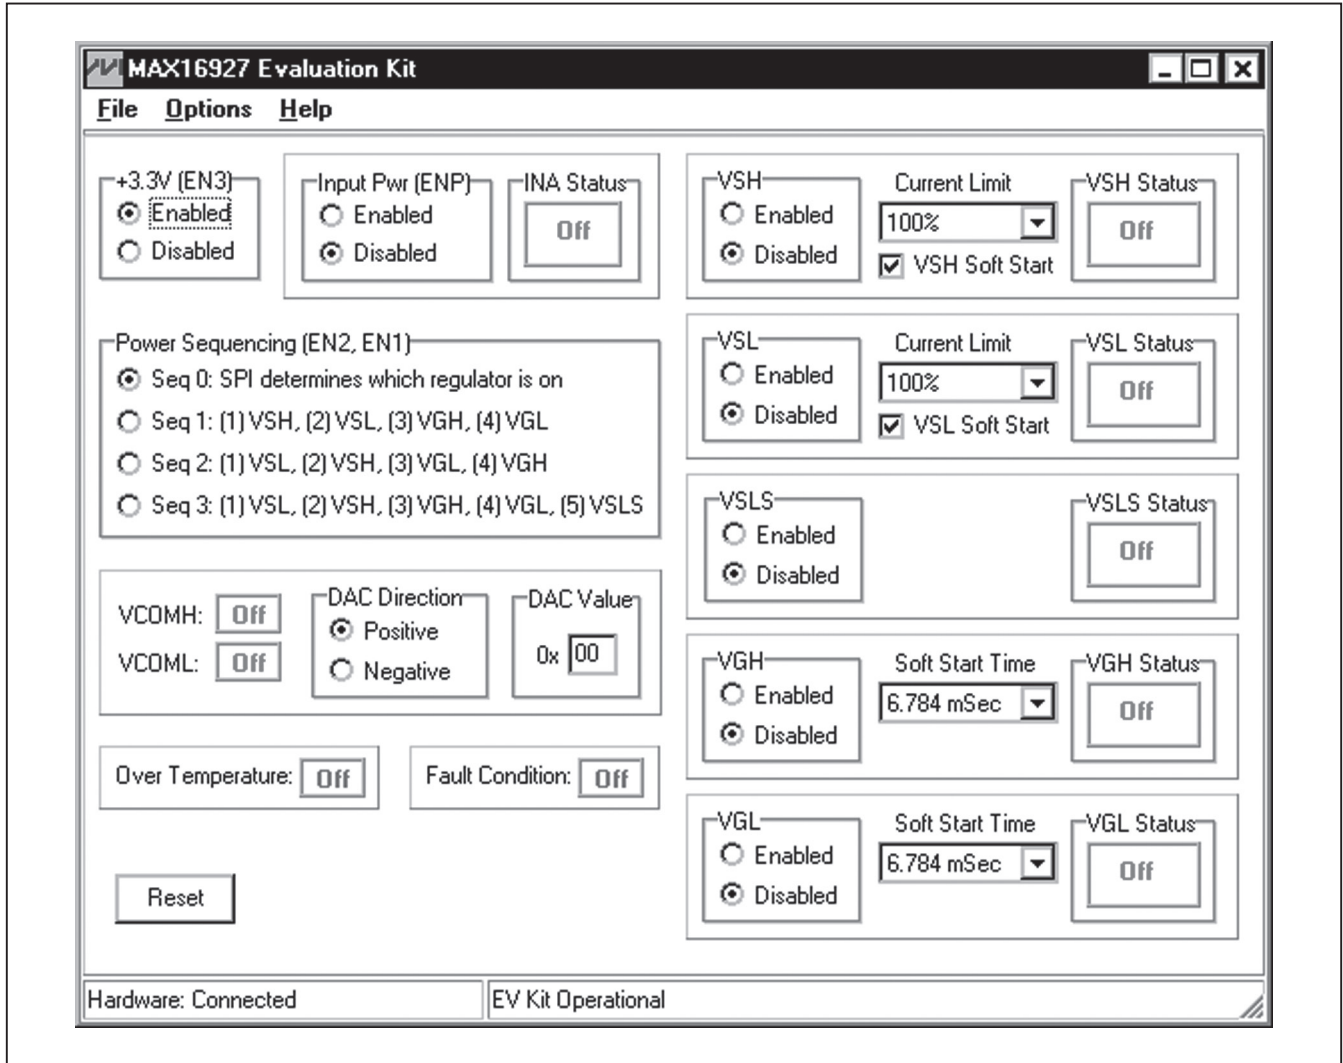 MAX16927 Evaluation Kit
File Options Help
+3.3V (EN3)
Enabled
Disabled
Input Pwr (ENP)
Enabled
Disabled
INA Status
Off
Power Sequencing (EN2, EN1)
Seq 0: SPI determines which regulator is on
Seq 1: (1) VSH, (2) VSL, (3) VGH, (4) VGL
Seq 2: (1) VSL, (2) VSH, (3) VGL, (4) VGH
Seq 3: (1) VSL, (2) VSH, (3) VGH, (4) VGL, (5) VSLS
VCOMH: Off
VCOML: Off
DAC Direction
Positive
Negative
DAC Value
0x 00
Over Temperature: Off
Fault Condition: Off
Reset
VSH
Enabled
Disabled
Current Limit
100%
VSH Soft Start
VSH Status
Off
VSL
Enabled
Disabled
Current Limit
100%
VSL Soft Start
VSL Status
Off
VSLS
Enabled
Disabled
VSLS Status
Off
VGH
Enabled
Disabled
Soft Start Time
6.784 mSec
VGH Status
Off
VGL
Enabled
Disabled
Soft Start Time
6.784 mSec
VGL Status
Off
Hardware: Connected
EV Kit Operational